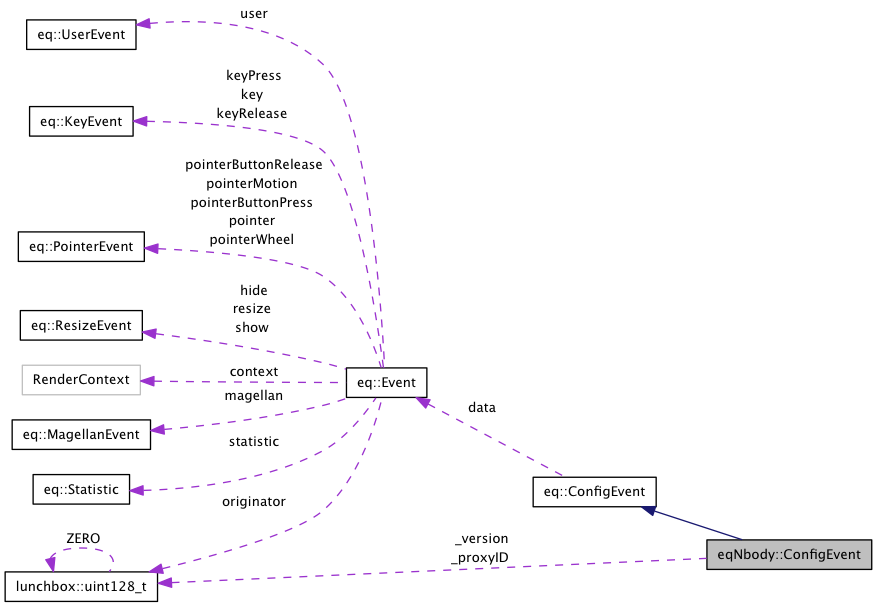 user
eq::UserEvent
keyPress
key
keyRelease
eq::KeyEvent
pointerButtonRelease
pointerMotion
pointerButtonPress
pointer
pointerWheel
eq::PointerEvent
hide
resize
show
eq::ResizeEvent
context
RenderContext
eq::Event
magellan
eq::MagellanEvent
data
statistic
eq::Statistic
eq::ConfigEvent
originator
ZERO
_version
_proxyID
eqNbody::ConfigEvent
lunchbox::uint128_t